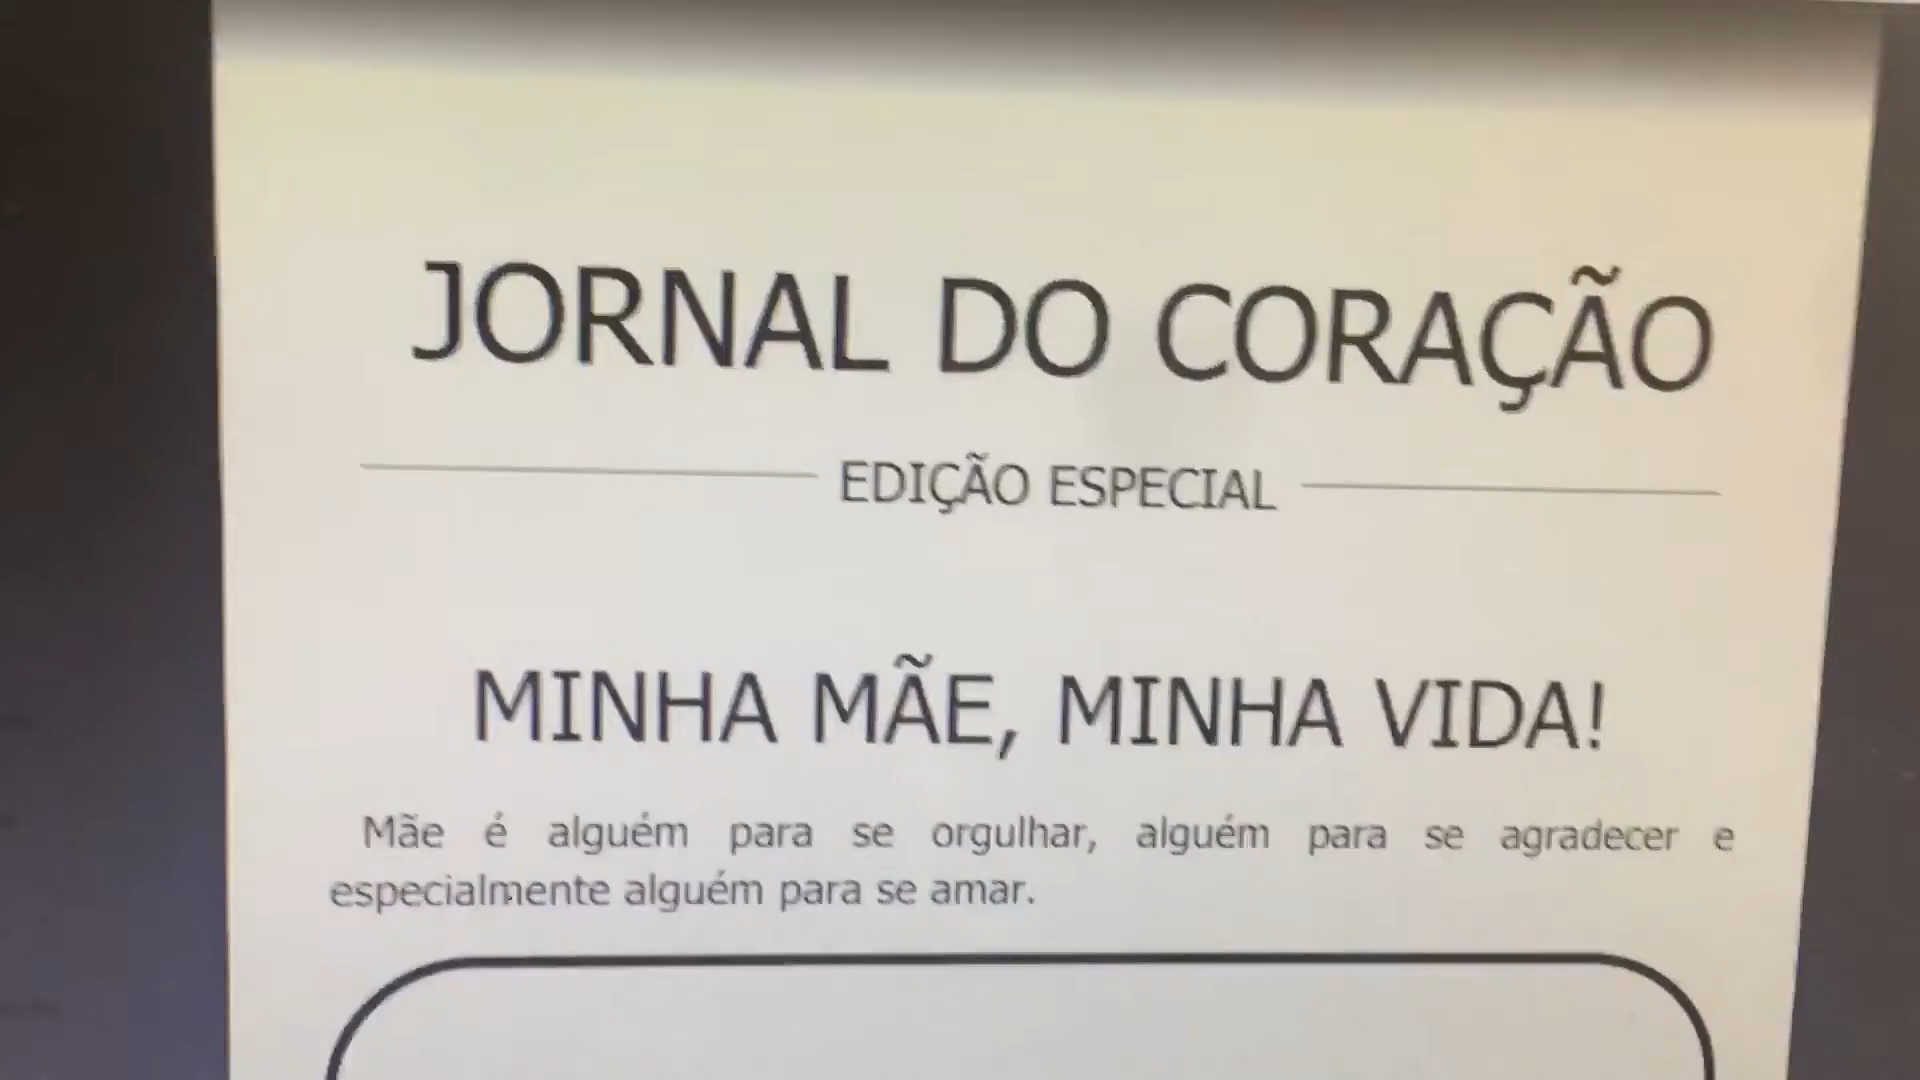 JORNAL DO CORAÇÃO
EDIÇÃO ESPECIAL
MINHA MÃE, MINHA VIDA!
Mãe é alguém para se orgulhar, alguém para se agradecer e
especialmente alguém para se amar.